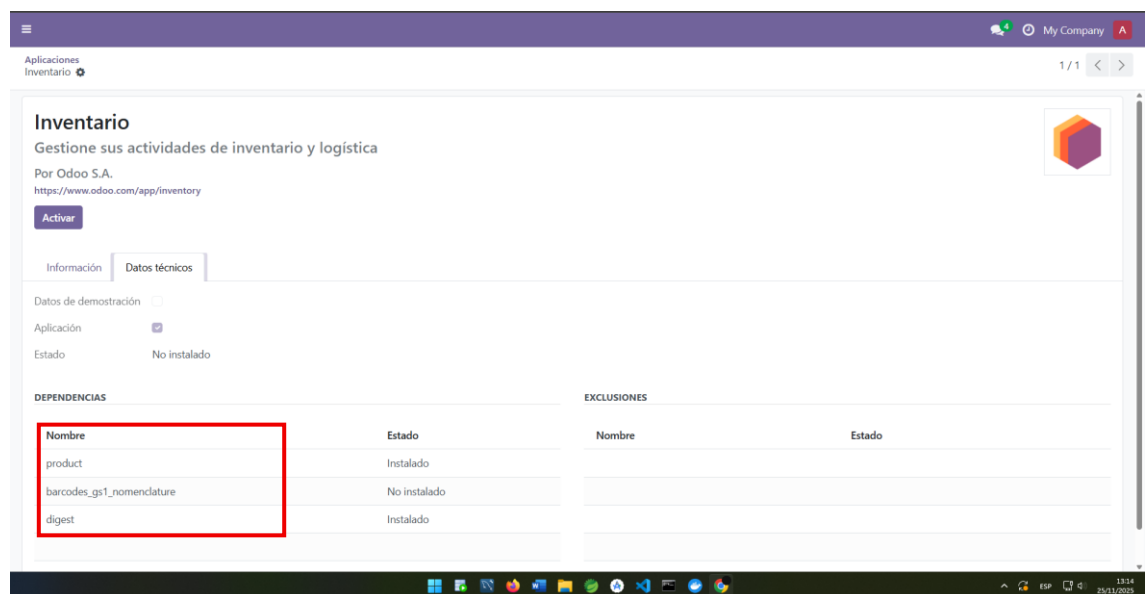 4
My Company
A
Aplicaciones
Inventario
1 / 1
Inventario
Gestione sus actividades de inventario y logística
Por Odoo S.A.
https://www.odoo.com/app/inventory
Activar
Información Datos técnicos
Datos de demostración
Aplicación
Estado No instalado
DEPENDENCIAS EXCLUSIONES
Nombre Estado Nombre Estado
product Instalado
barcodes_gs1_nomenclature No instalado
digest Instalado
ESP
13:14
25/11/2025